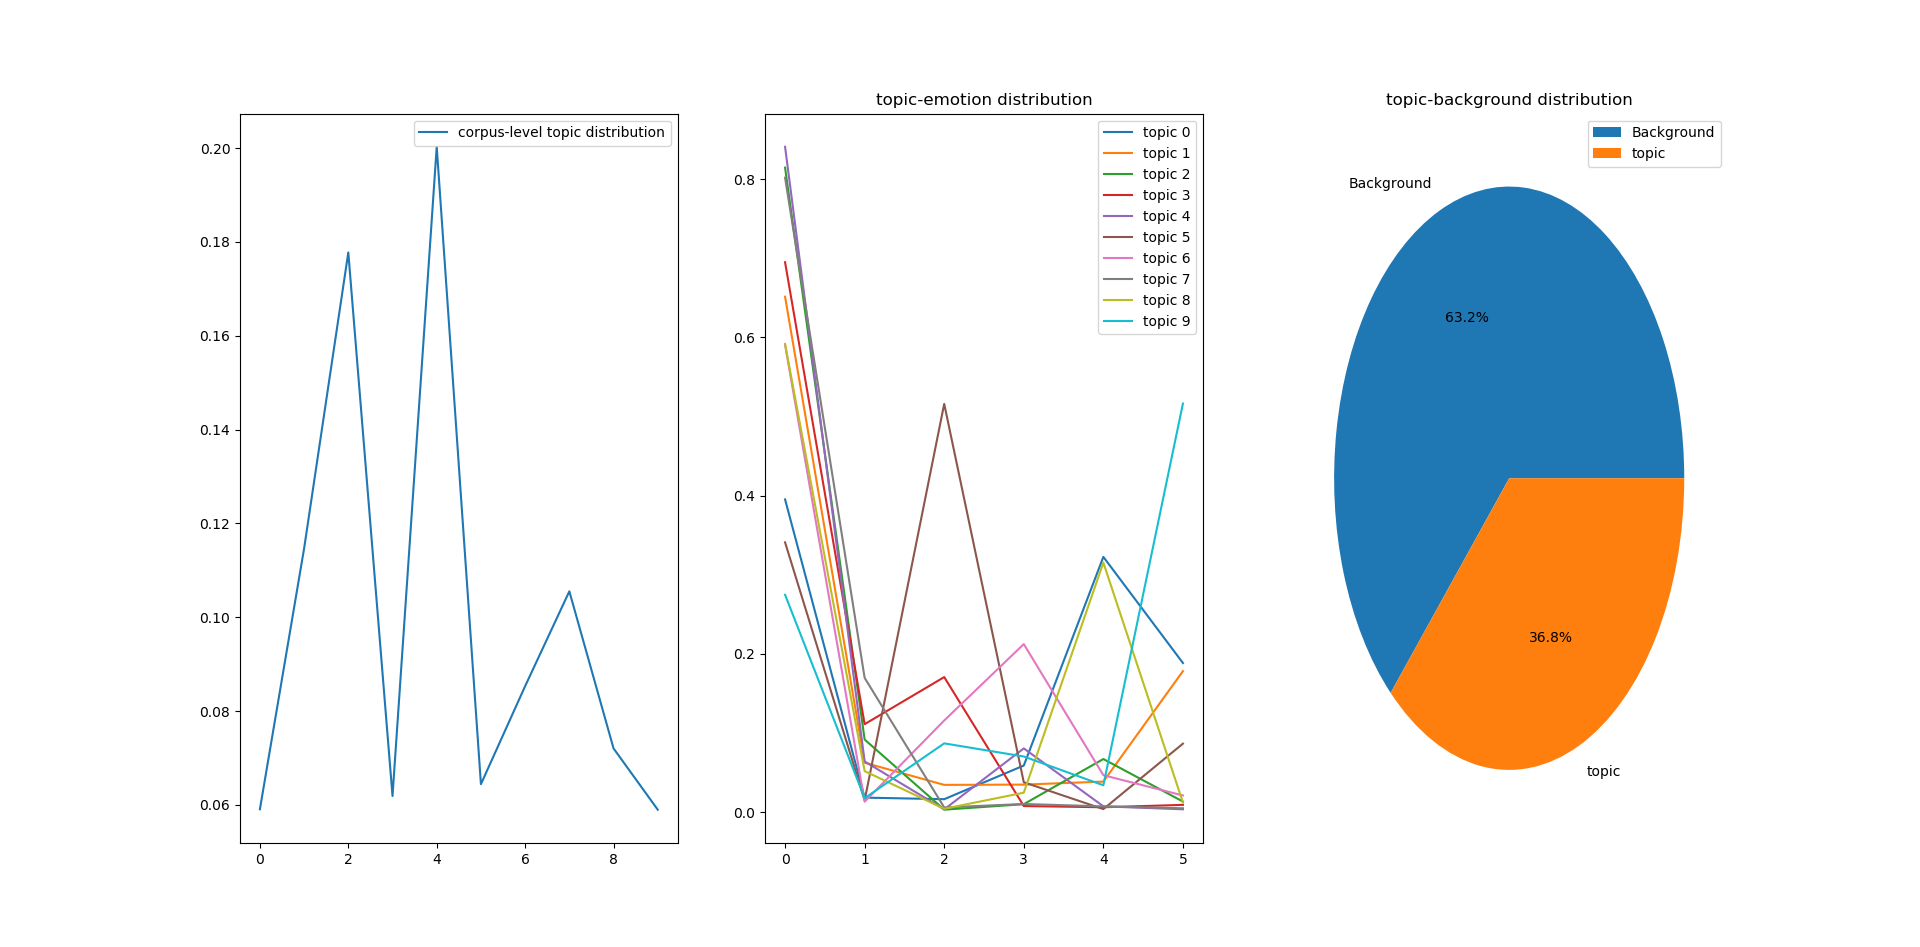 corpus-level topic distribution
0.20
0.18
0.16
0.14
0.12
0.10
0.08
0.06
0 2 4 6 8
topic-emotion distribution
topic 0
topic 1
topic 2
topic 3
topic 4
topic 5
topic 6
topic 7
topic 8
topic 9
0.8
0.6
0.4
0.2
0.0
0 1 2 3 4 5
topic-background distribution
Background
topic
Background
63.2%
36.8%
topic